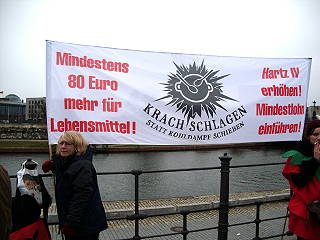 Mindestens
80 Euro
mehr für
Lebensmittel!
KRACH SCHLAGEN
STATT KOHLDAMPF SCHIEBEN
Hartz IV
erhöhen!
Mindestlohn
einführen!